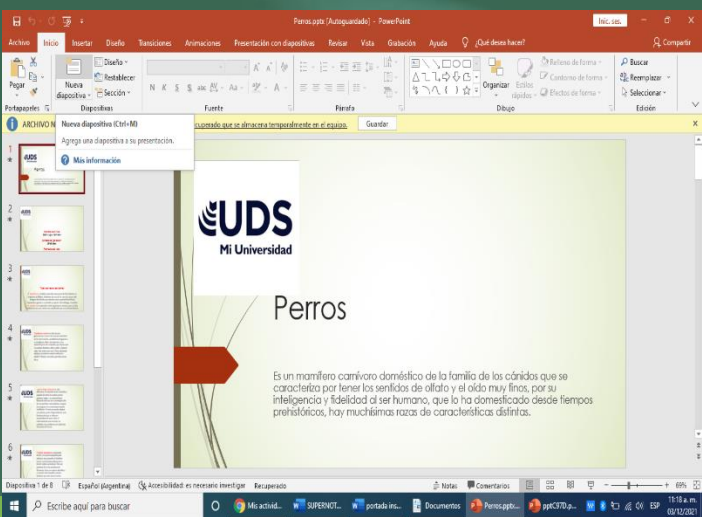 Perros.pptx [Autoguardado] - PowerPoint
Inic. ses.
Archivo Inicio Insertar Diseño Transiciones Animaciones Presentación con diapositivas Revisar Vista Grabación Ayuda ¿Qué desea hacer? Compartir
Pegar
Nueva diapositiva
Diseño
Restablecer
Sección
N K S
Organizar
Estilos rápidos
Relleno de forma
Contorno de forma
Efectos de forma
Buscar
Reemplazar
Seleccionar
Portapapeles Diapositivas Fuente Párrafo Dibujo Edición
ARCHIVO
cuperado que se almacena temporalmente en el equipo. Guardar
Nueva diapositiva (Ctrl+M)
Agrega una diapositiva a su presentación.
Más información
1
2
3
4
5
6
UDS
Mi Universidad
Perros
Es un mamífero carnívoro doméstico de la familia de los cánidos que se
caracteriza por tener los sentidos de olfato y el oído muy finos, por su
inteligencia y fidelidad al ser humano, que lo ha domesticado desde tiempos
prehistóricos, hay muchísimas razas de características distintas.
Diapositiva 1 de 8 Español (Argentina) Accesibilidad: es necesario investigar Recuperado Notas Comentarios 69%
Escribe aquí para buscar
Mis activid...
SUPERNOT...
portada ins...
Documentos
Perros.pptx...
pptC97D.p...
ESP
11:18 a. m.
03/12/2021